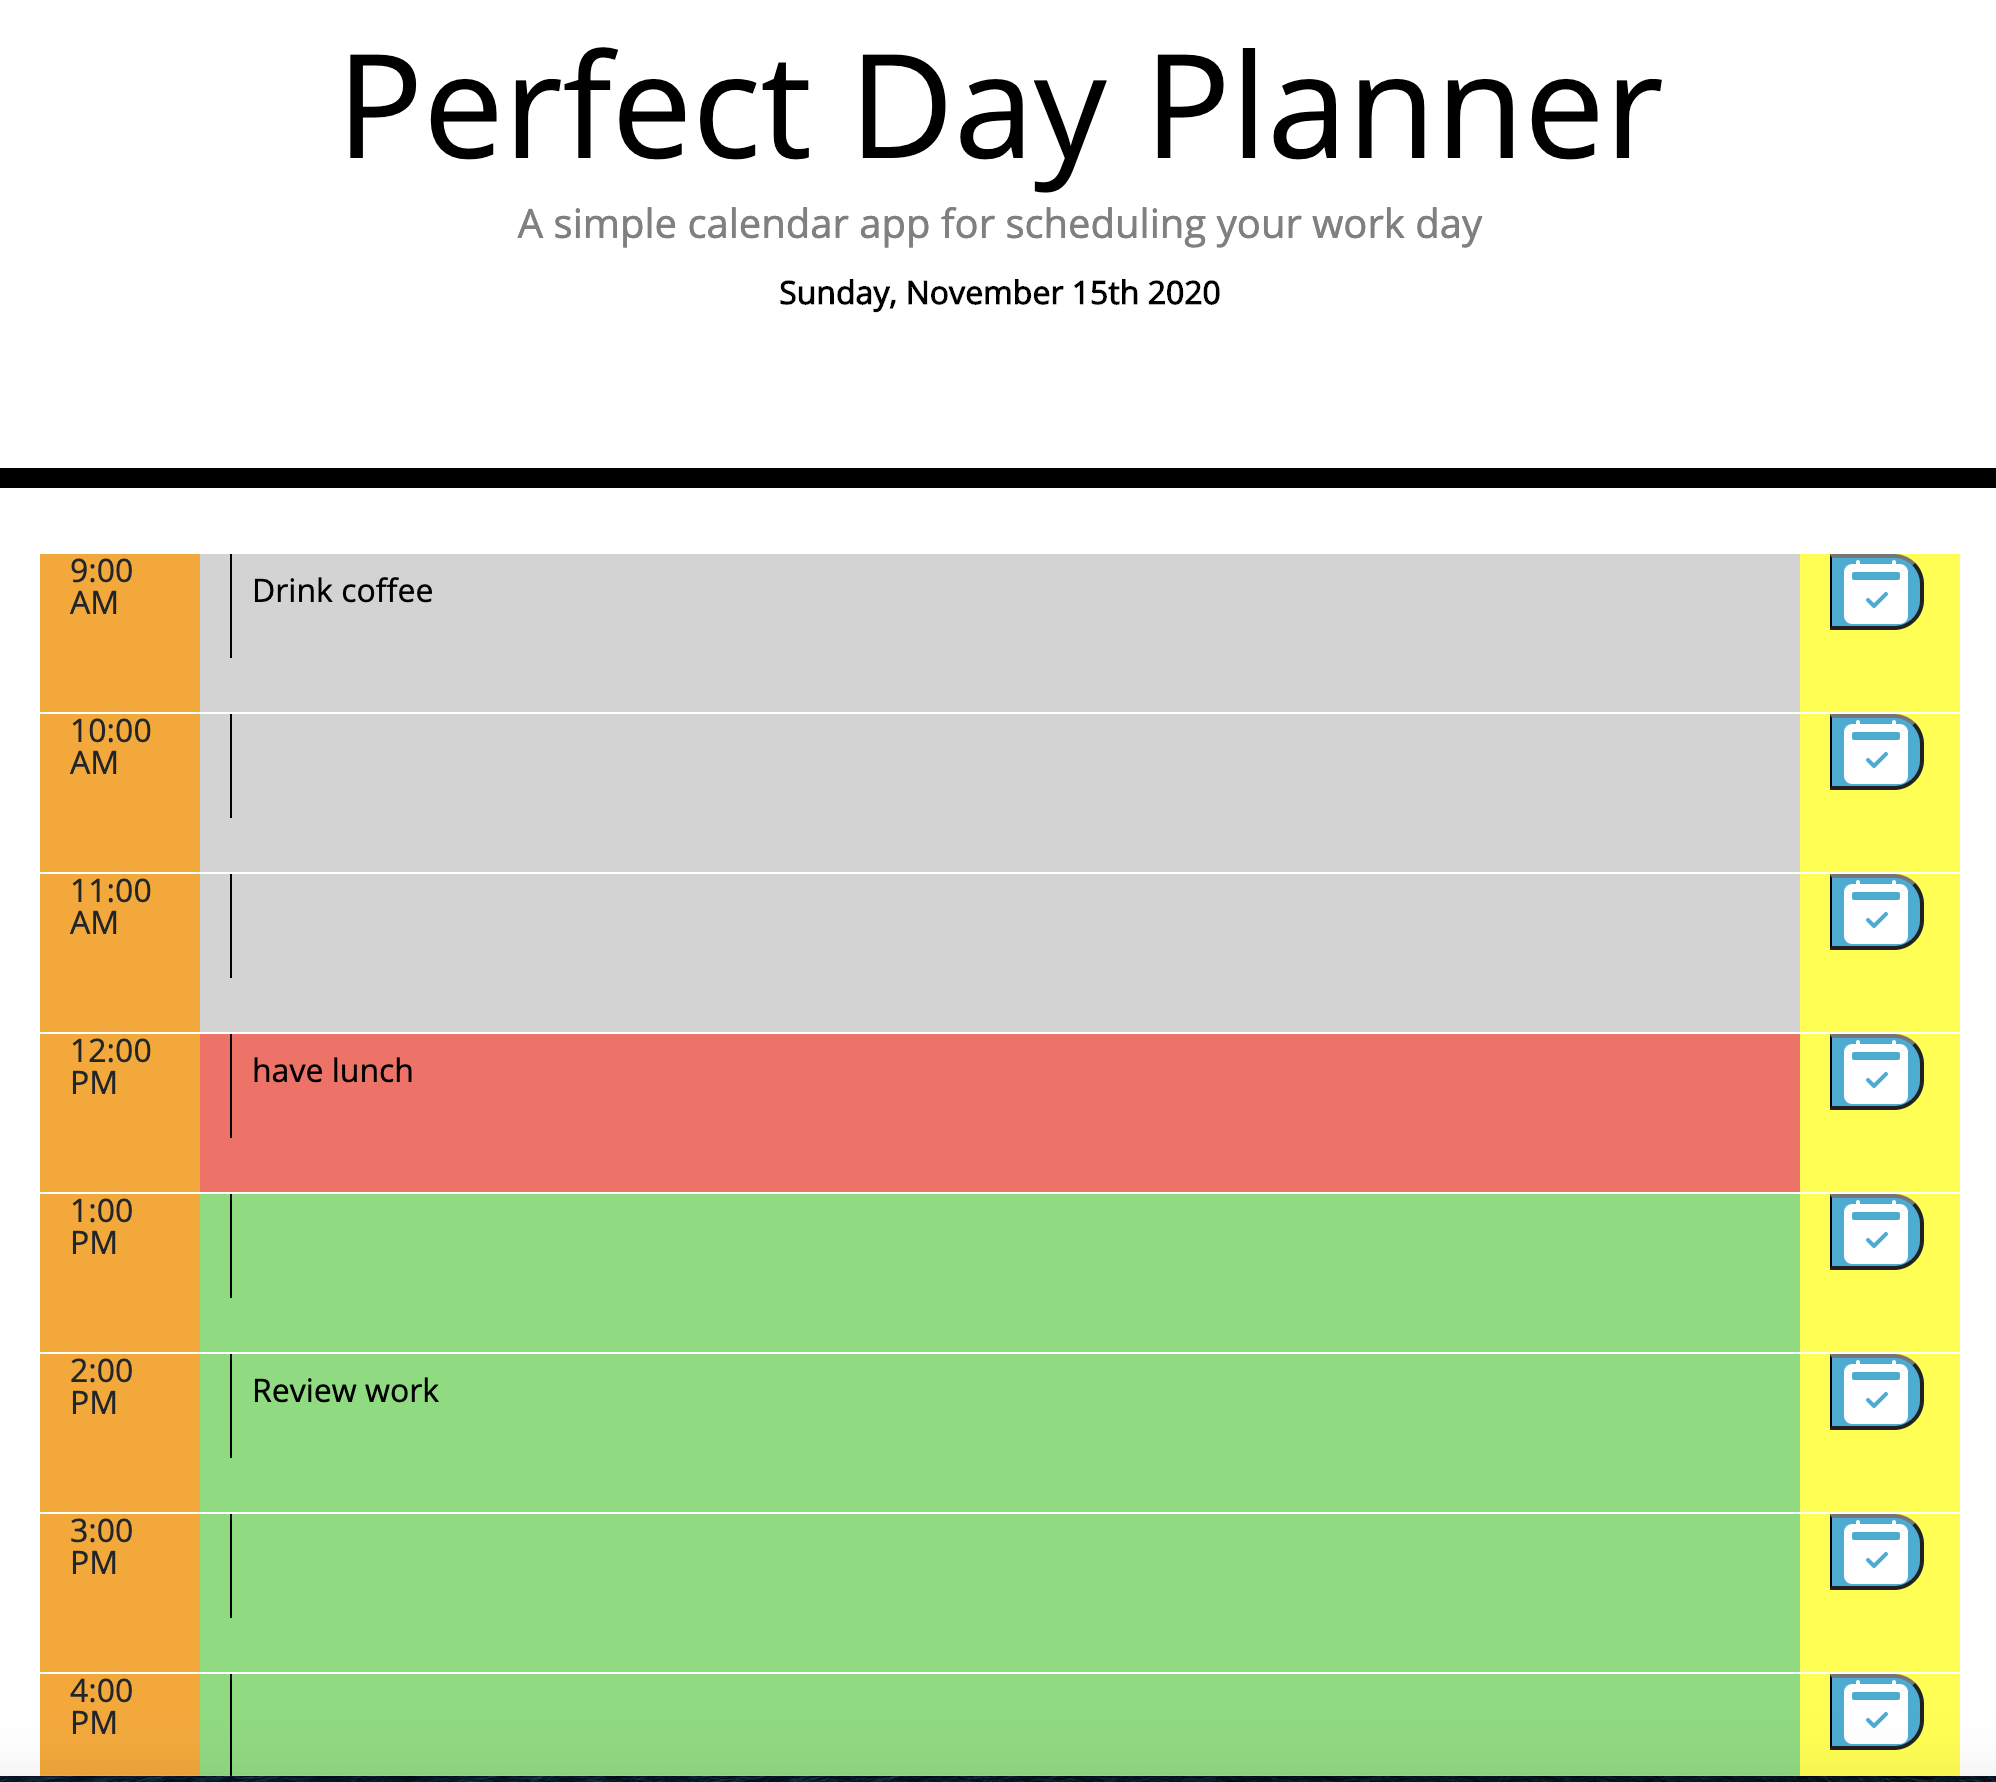 Perfect Day Planner
A simple calendar app for scheduling your work day
Sunday, November 15th 2020
9:00
AM
Drink coffee
10:00
AM
11:00
AM
12:00
PM
have lunch
1:00
PM
2:00
PM
Review work
3:00
PM
4:00
PM